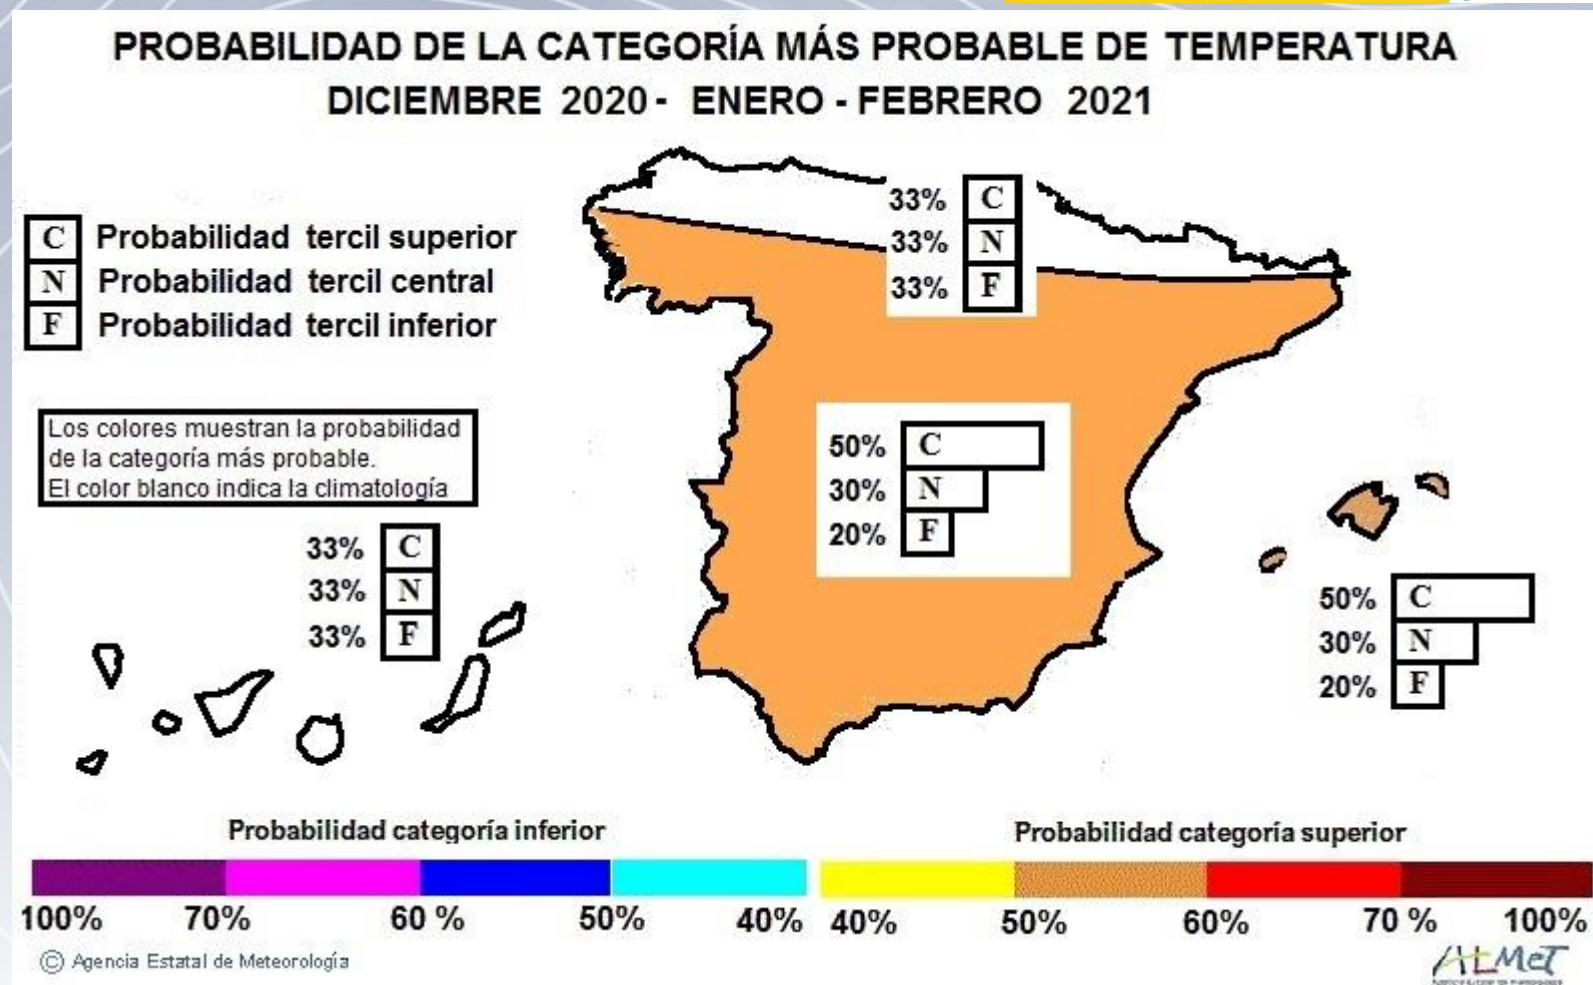 PROBABILIDAD DE LA CATEGORÍA MÁS PROBABLE DE TEMPERATURA
DICIEMBRE 2020 - ENERO - FEBRERO 2021
C Probabilidad tercil superior
N Probabilidad tercil central
F Probabilidad tercil inferior
33% C
33% N
33% F
Los colores muestran la probabilidad
de la categoría más probable.
El color blanco indica la climatología
50% C
30% N
20% F
33% C
33% N
33% F
50% C
30% N
20% F
Probabilidad categoría inferior
Probabilidad categoría superior
100% 70% 60 % 50% 40% 40% 50% 60% 70 % 100%
© Agencia Estatal de Meteorología